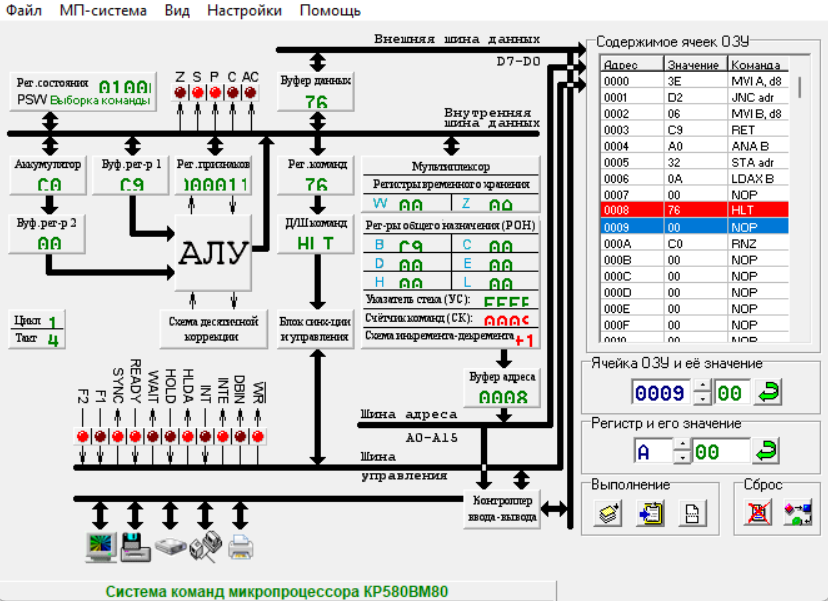 Файл МП-система Вид Настройки Помощь
Внешняя шина данных
D7-D0
Рег.состояния
PSW Выборка команды
Z S P C AC
Буфер данных
76
Внутренняя
шина данных
Аккумулятор
C0
Буф.рег-р 1
C9
Рег.признаков
000011
Рег.команд
76
Буф.рег-р 2
00
АЛУ
Д/Шкоманд
HLT
Мультиплексор
Регистры временного хранения
W 00 Z 00
Рег-ры общего назначения (РОН)
B C9 C 00
D 00 E 00
H 00 L 00
Указатель стека (УС): FFFF
Счётчик команд (СК): 0009
Схема инкремента-декремента +1
Цикл 1
Такт 4
Схема десятичной
коррекции
Блок синх-ции
и управления
Буфер адреса
0008
F2 F1 SYNC READY WAIT HOLD HLDA INT INTE DBIN WR
Шина адреса
A0-A15
Шина
управления
Контроллер
ввода-вывода
Содержимое ячеек ОЗУ
Адрес Значение Команда
0000 3E MVI A, d8
0001 D2 JNC adr
0002 06 MVI B, d8
0003 C9 RET
0004 A0 ANA B
0005 32 STA adr
0006 0A LDAX B
0007 00 NOP
0008 76 HLT
0009 00 NOP
000A C0 RNZ
000B 00 NOP
000C 00 NOP
000D 00 NOP
000E 00 NOP
000F 00 NOP
0010 00 NOP
Ячейка ОЗУ и её значение
0009 00
Регистр и его значение
A 00
Выполнение
Сброс
Система команд микропроцессора КР580ВМ80